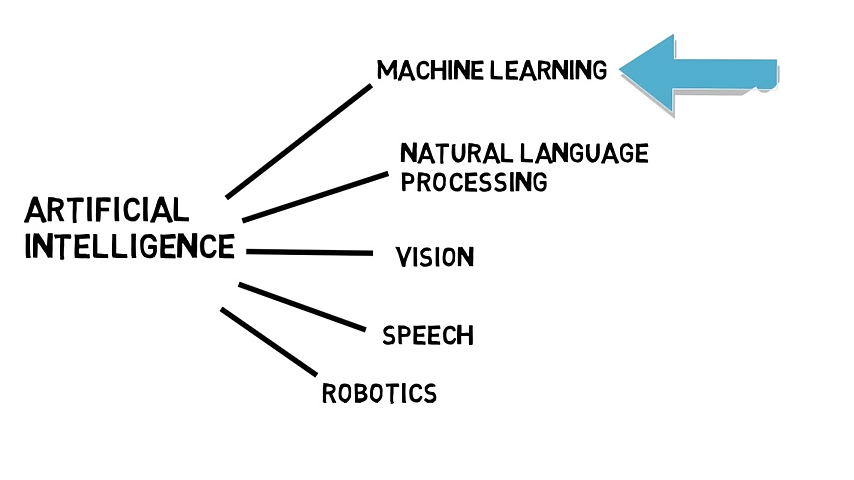 MACHINE LEARNING
NATURAL LANGUAGE
PROCESSING
ARTIFICIAL
INTELLIGENCE
VISION
SPEECH
ROBOTICS